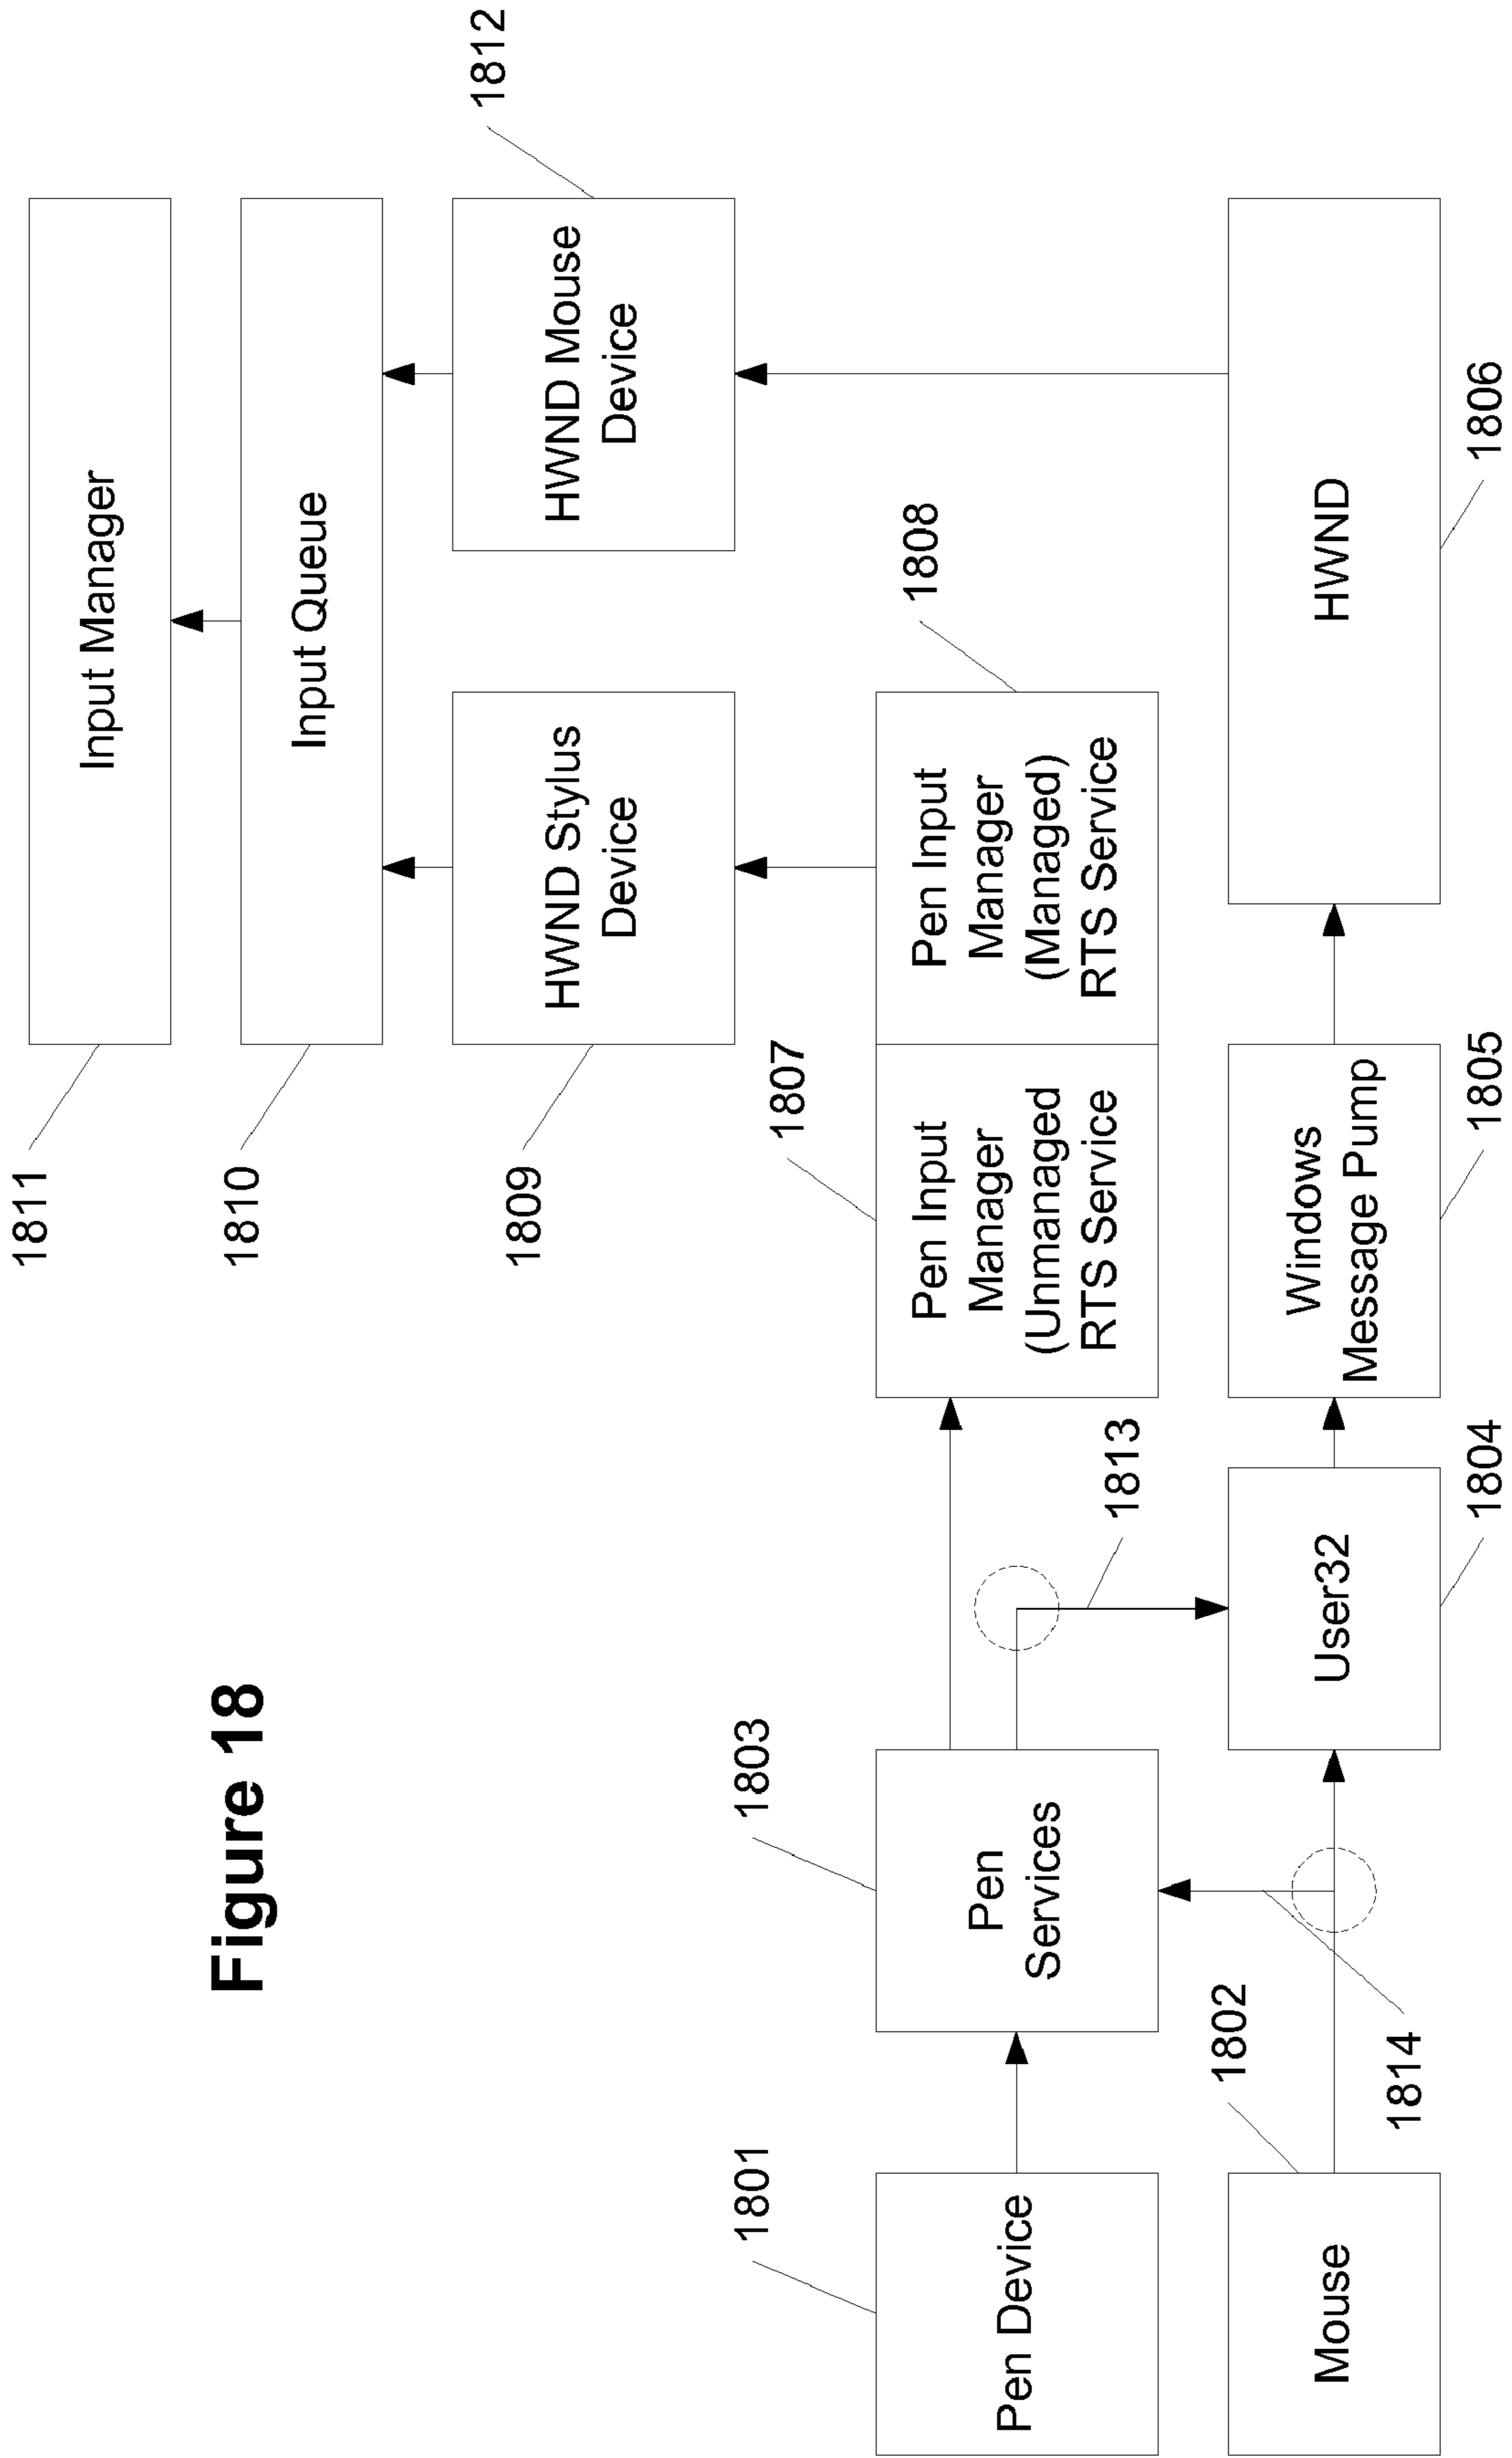 Figure 18
1811
Input Manager
1810
Input Queue
1809
HWND Stylus
Device
1812
HWND Mouse
Device
1801
Pen Device
1803
Pen
Services
1807
Pen Input
Manager
(Unmanaged
RTS Service
1808
Pen Input
Manager
(Managed)
RTS Service
1813
1802
Mouse
1814
User32
1804
Windows
Message Pump
1805
HWND
1806